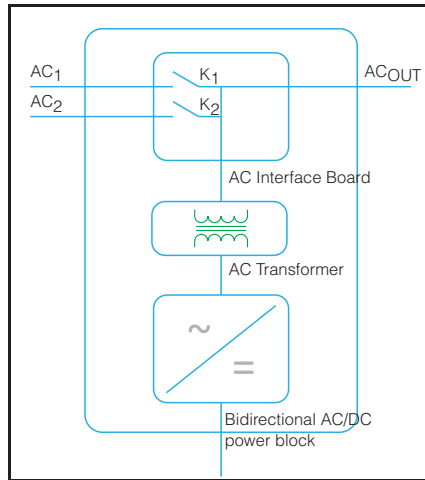 AC1
K1
ACOUT
AC2
K2
AC Interface Board
AC Transformer
~
=
Bidirectional AC/DC
power block